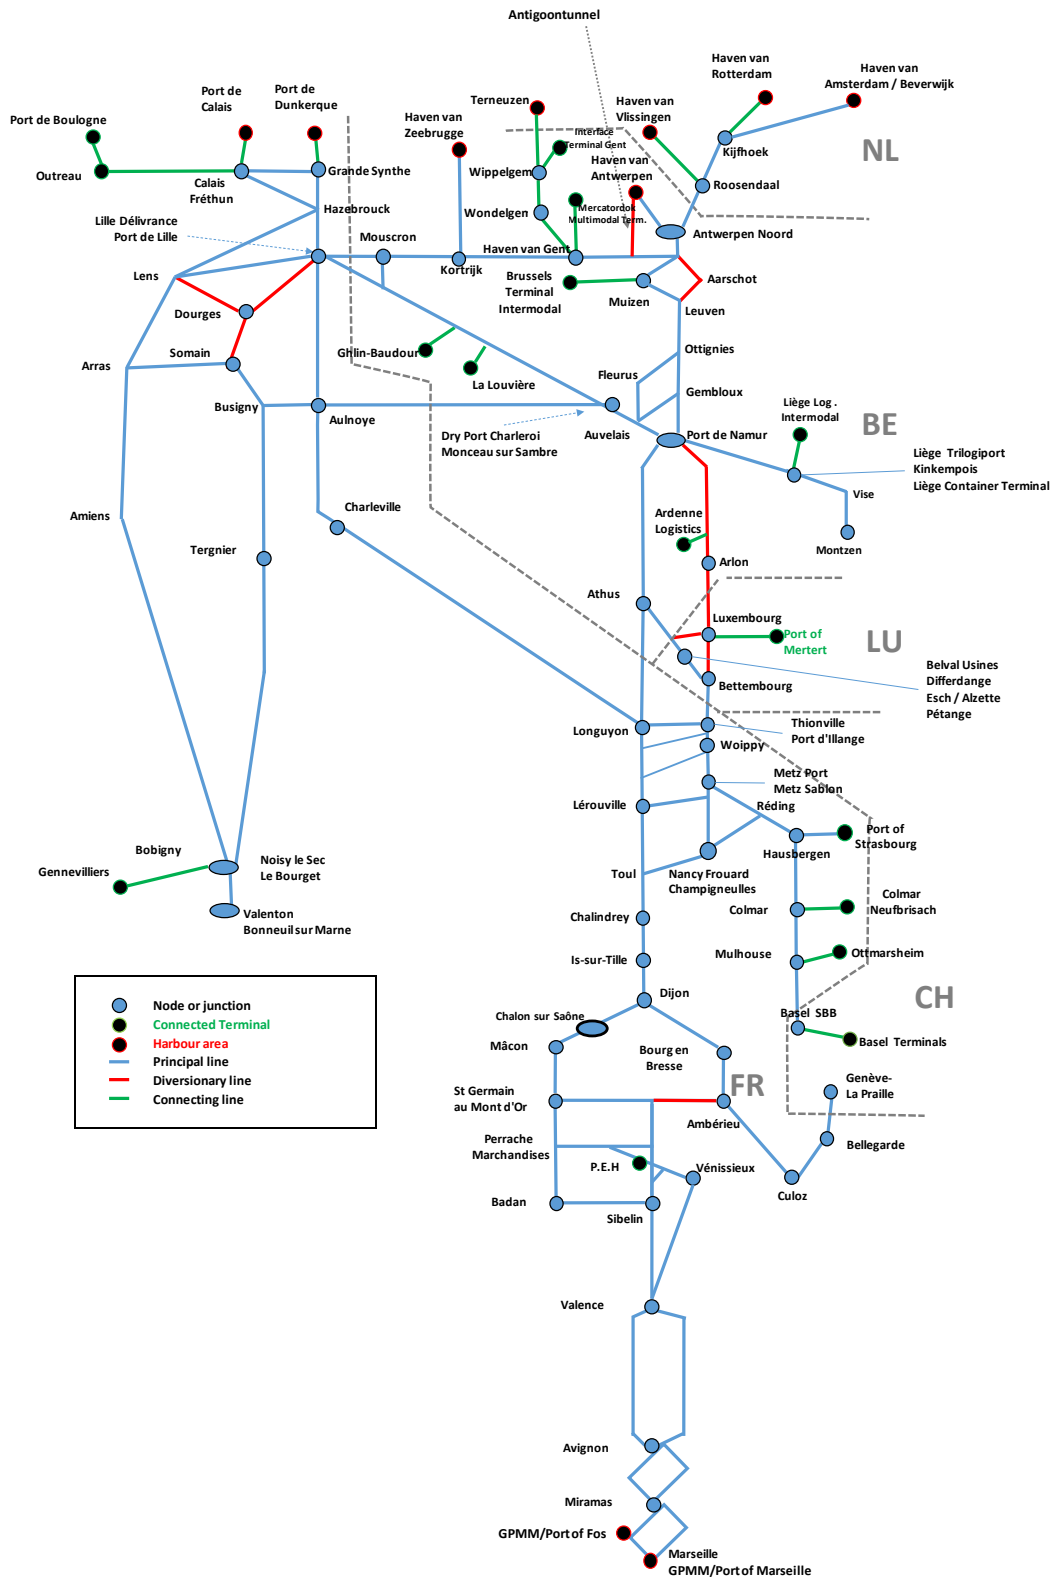 Antigoontunnel
Haven van
Rotterdam
Haven van
Amsterdam / Beverwijk
Port de
Calais
Port de
Dunkerque
Terneuzen
Haven van
Vlissingen
Port de Boulogne
Haven van
Zeebrugge
Interface
Terminal Gent
Kijfhoek
NL
Outreau
Calais
Fréthun
Grande Synthe
Wippelgem
Haven van
Antwerpen
Roosendaal
Hazebrouck
Wondelgen
Mercatordok
Multimodal Term.
Lille Délivrance
Port de Lille
Mouscron
Haven van Gent
Antwerpen Noord
Lens
Kortrijk
Brussels
Terminal
Intermodal
Muizen
Aarschot
Leuven
Dourges
Somain
Arras
Ghlin-Baudour
La Louvière
Ottignies
Fleurus
Gembloux
Busigny
Aulnoye
Liège Log .
Intermodal
BE
Dry Port Charleroi
Monceau sur Sambre
Auvelais
Port de Namur
Liège Trilogiport
Kinkempois
Liège Container Terminal
Vise
Amiens
Charleville
Ardenne
Logistics
Montzen
Tergnier
Arlon
Athus
Luxembourg
Port of
Mertert
LU
Belval Usines
Differdange
Esch / Alzette
Pétange
Bettembourg
Longuyon
Thionville
Port d'Illange
Woippy
Metz Port
Metz Sablon
Lérouville
Réding
Port of
Strasbourg
Hausbergen
Bobigny
Noisy le Sec
Le Bourget
Gennevilliers
Toul
Nancy Frouard
Champigneulles
Colmar
Neufbrisach
Colmar
Valenton
Bonneuil sur Marne
Chalindrey
Is-sur-Tille
Mulhouse
Ottmarsheim
Dijon
CH
Node or junction
Connected Terminal
Harbour area
Principal line
Diversionary line
Connecting line
Chalon sur Saône
Basel SBB
Basel Terminals
Mâcon
Bourg en
Bresse
FR
Genève-
La Praille
St Germain
au Mont d'Or
Ambérieu
Perrache
Marchandises
Bellegarde
P.E.H
Vénissieux
Culoz
Badan
Sibelin
Valence
Avignon
Miramas
GPMM/Port of Fos
Marseille
GPMM/Port of Marseille